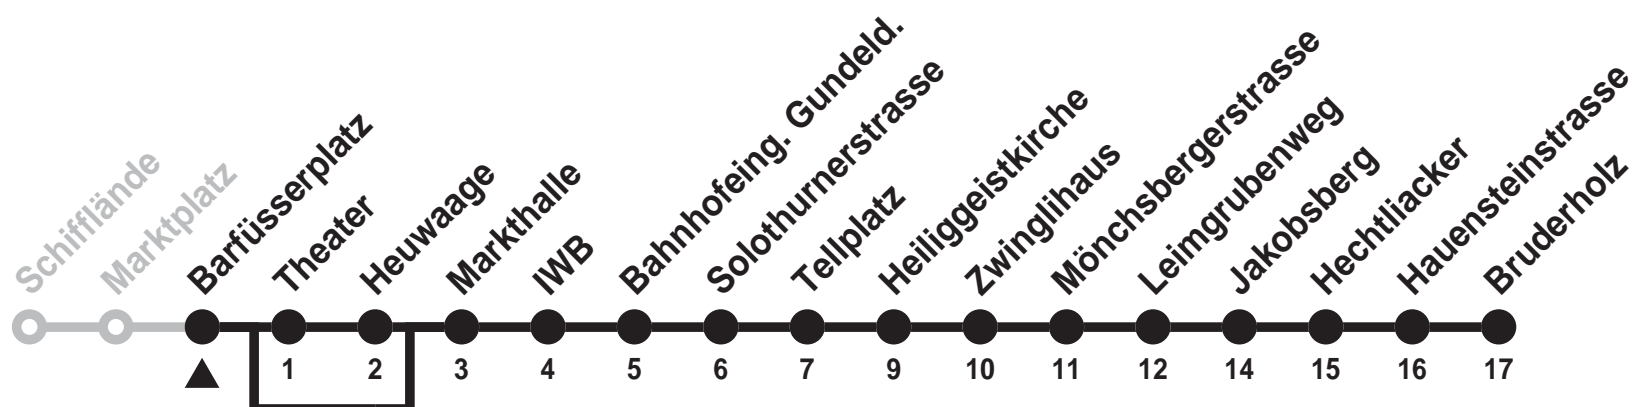 Schifflände
Marktplatz
Barfüsserplatz
Theater
Heuwaage
Markthalle
IWB
Bahnhofeing. Gundeld.
Solothurnerstrasse
Tellplatz
Heiliggeistkirche
Zwinglihaus
Mönchsbergerstrasse
Leimgrubenweg
Jakobsberg
Hechtliacker
Hauensteinstrasse
Bruderholz
1 2 3 4 5 6 7 9 10 11 12 14 15 16 17